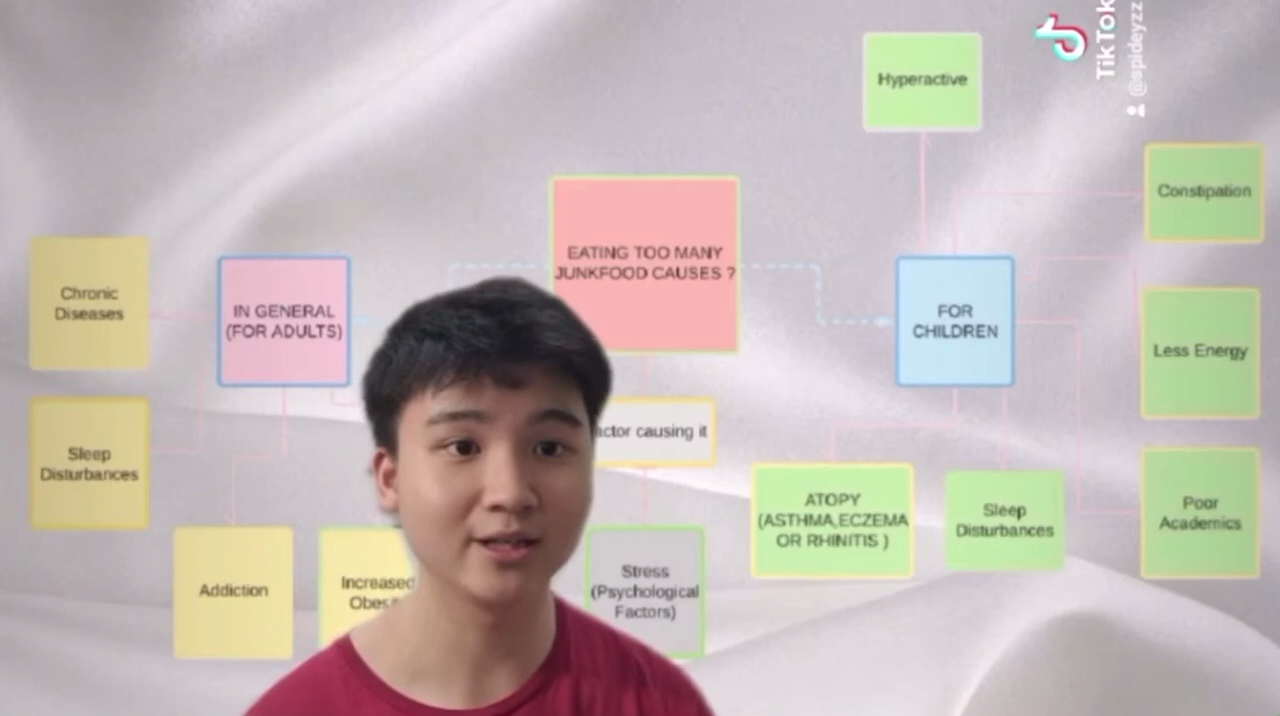 TikTok
@spideyzz
Hyperactive
Constipation
EATING TOO MANY
JUNKFOOD CAUSES ?
Chronic
Diseases
IN GENERAL
(FOR ADULTS)
FOR
CHILDREN
Less Energy
actor causing it
Sleep
Disturbances
ATOPY
(ASTHMA,ECZEMA
OR RHINITIS )
Sleep
Disturbances
Poor
Academics
Addiction
Increased
Obes
Stress
(Psychological
Factors)